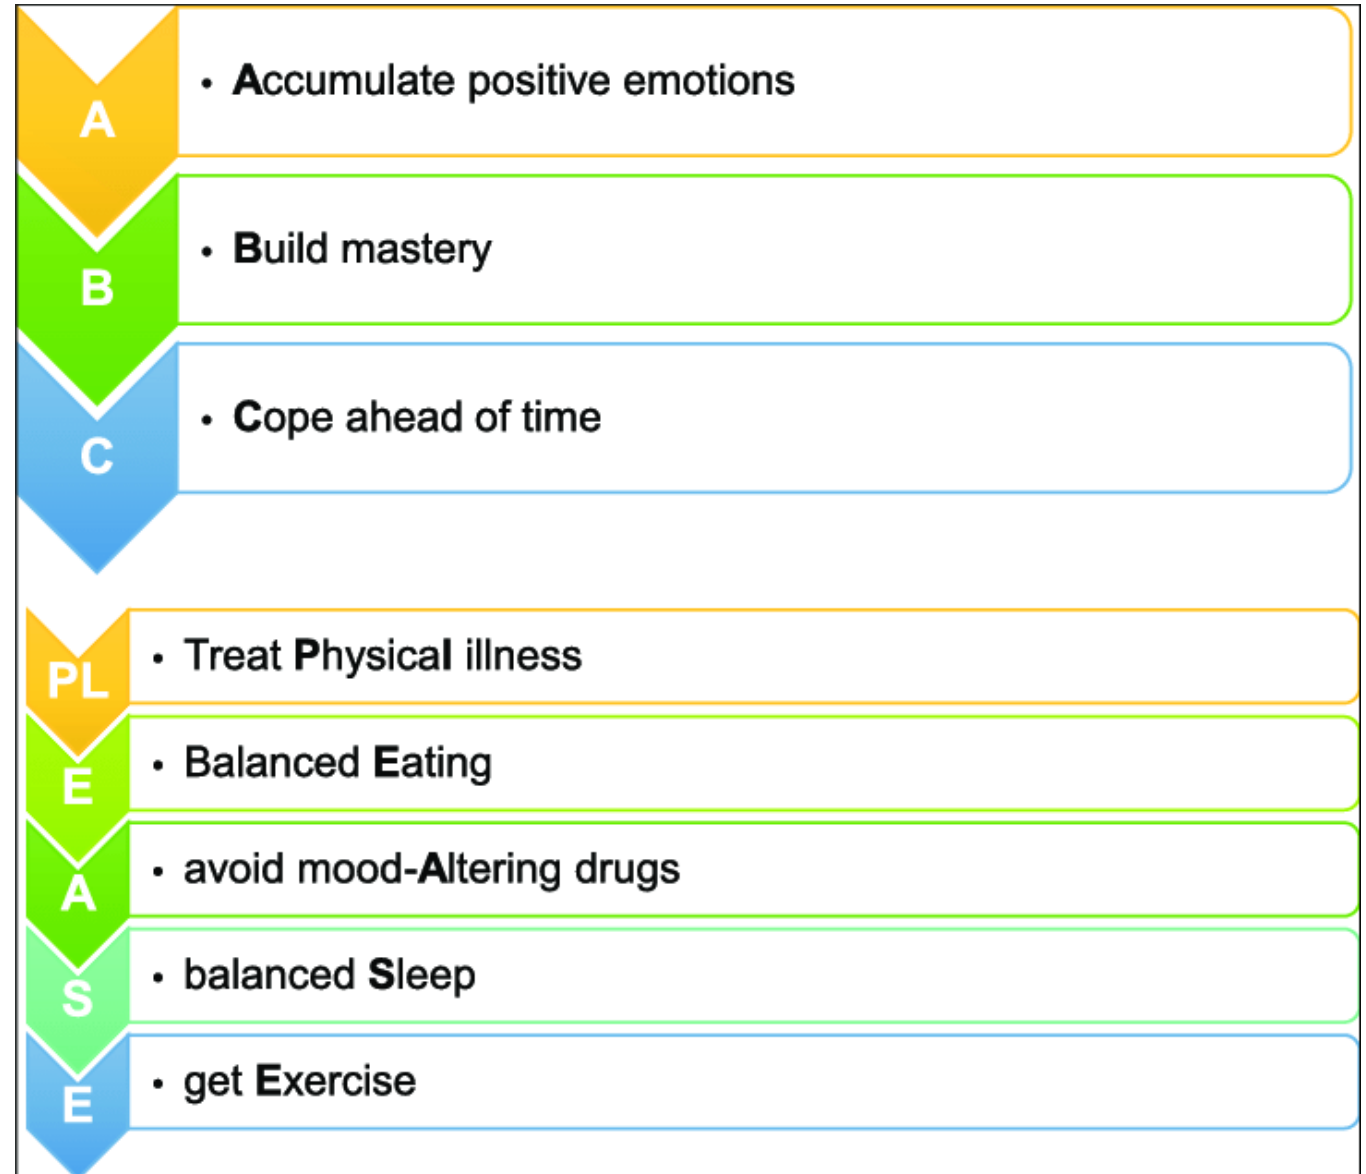 A
• Accumulate positive emotions
B
• Build mastery
C
• Cope ahead of time
PL
• Treat Physical illness
E
• Balanced Eating
A
• avoid mood-Altering drugs
S
• balanced Sleep
E
• get Exercise